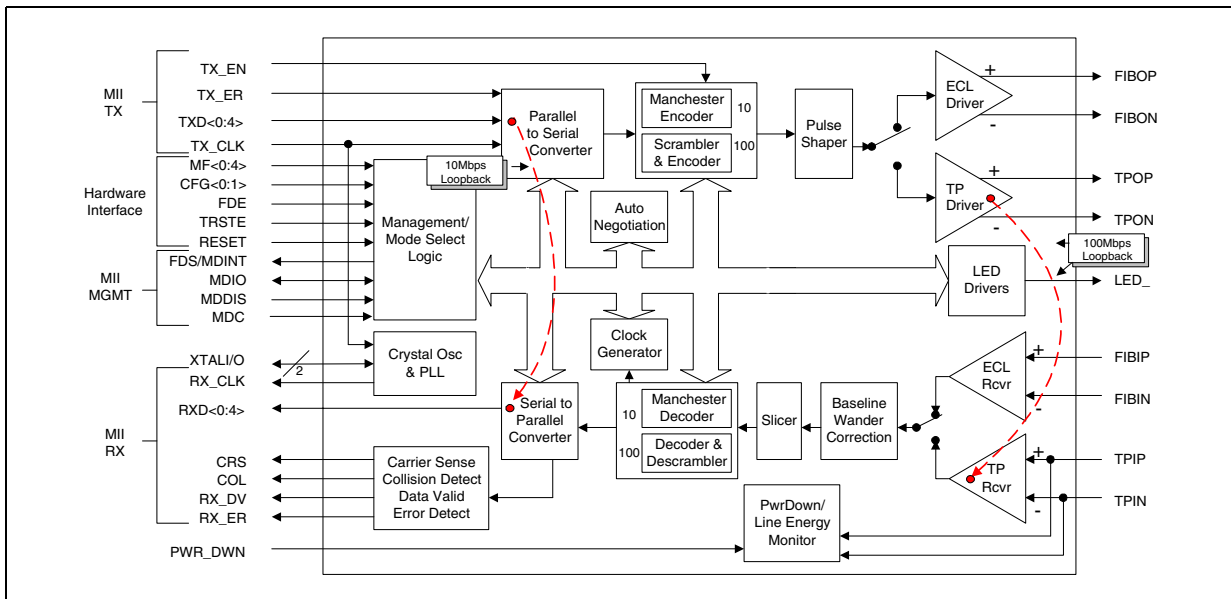 MII
TX
TX_EN
TX_ER
TXD<0:4>
TX_CLK
Hardware
Interface
MF<0:4>
CFG<0:1>
FDE
TRSTE
RESET
MII
MGMT
FDS/MDINT
MDIO
MDDIS
MDC
MII
RX
XTALI/O
2
RX_CLK
RXD<0:4>
CRS
COL
RX_DV
RX_ER
PWR_DWN
Parallel
to Serial
Converter
10Mbps
Loopback
Management/
Mode Select
Logic
Crystal Osc
& PLL
Serial to
Parallel
Converter
Carrier Sense
Collision Detect
Data Valid
Error Detect
Manchester
Encoder
10
Scrambler
& Encoder
100
Auto
Negotiation
Clock
Generator
10
Manchester
Decoder
100
Decoder &
Descrambler
Pulse
Shaper
Slicer
Baseline
Wander
Correction
PwrDown/
Line Energy
Monitor
+
ECL
Driver
-
+
TP
Driver
-
100Mbps
Loopback
LED
Drivers
+
ECL
Rcvr
-
+
TP
Rcvr
-
FIBOP
FIBON
TPOP
TPON
LED_
FIBIP
FIBIN
TPIP
TPIN